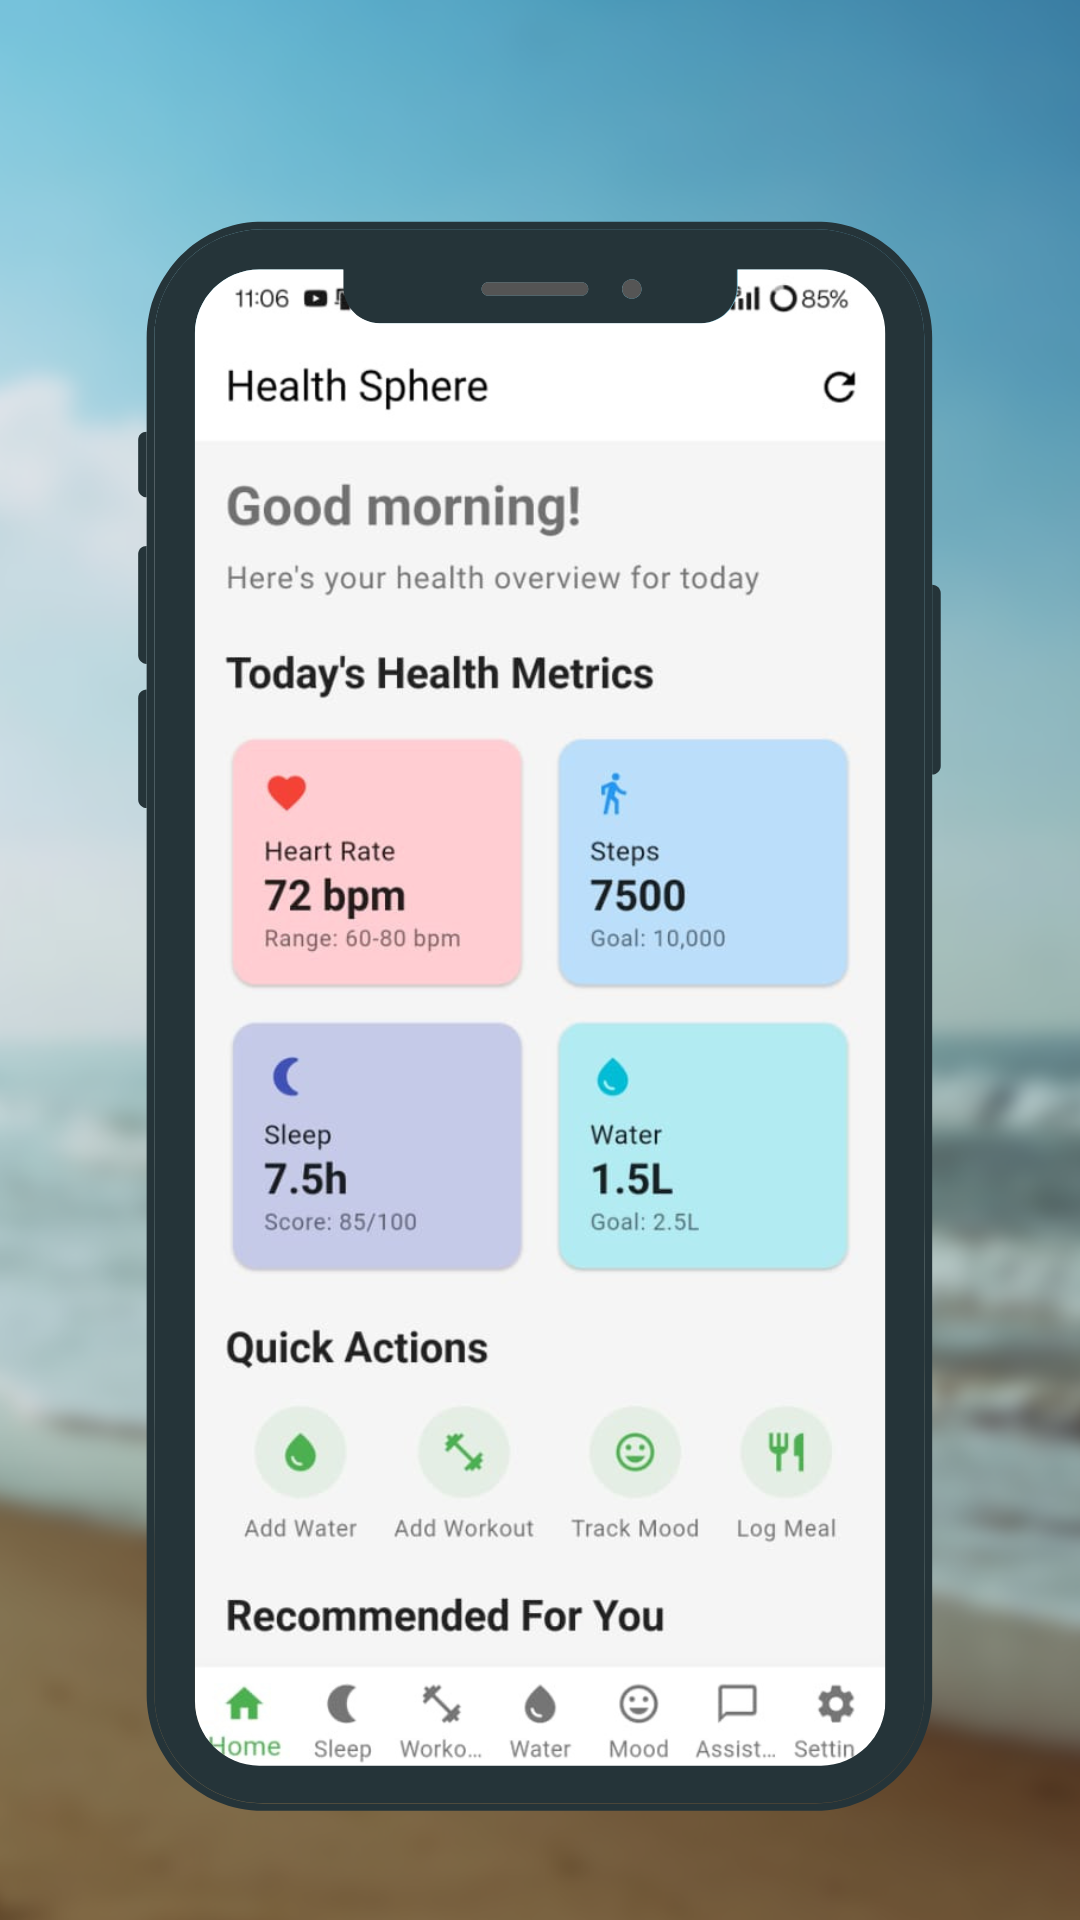 11:06
85%
Health Sphere
Good morning!
Here's your health overview for today
Today's Health Metrics
Heart Rate
72 bpm
Range: 60-80 bpm
Steps
7500
Goal: 10,000
Sleep
7.5h
Score: 85/100
Water
1.5L
Goal: 2.5L
Quick Actions
Add Water
Add Workout
Track Mood
Log Meal
Recommended For You
Home
Sleep
Worko...
Water
Mood
Assist...
Settin